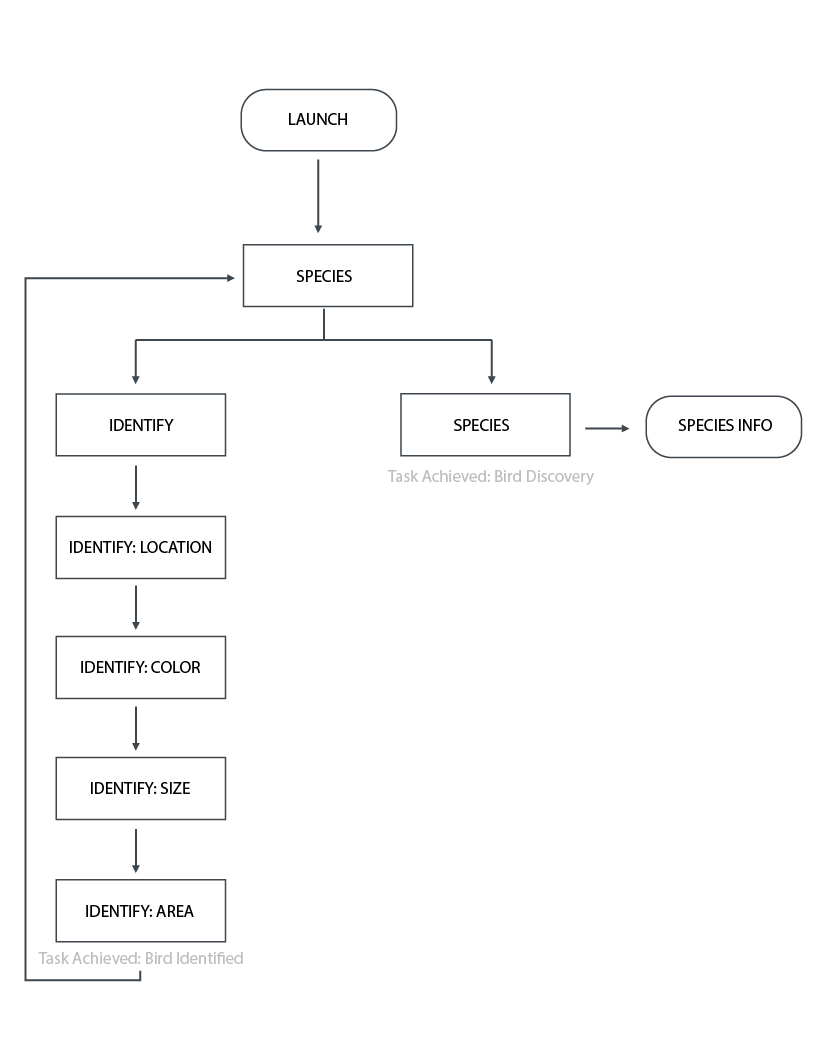 LAUNCH
SPECIES
IDENTIFY
SPECIES
SPECIES INFO
Task Achieved: Bird Discovery
IDENTIFY: LOCATION
IDENTIFY: COLOR
IDENTIFY: SIZE
IDENTIFY: AREA
Task Achieved: Bird Identified